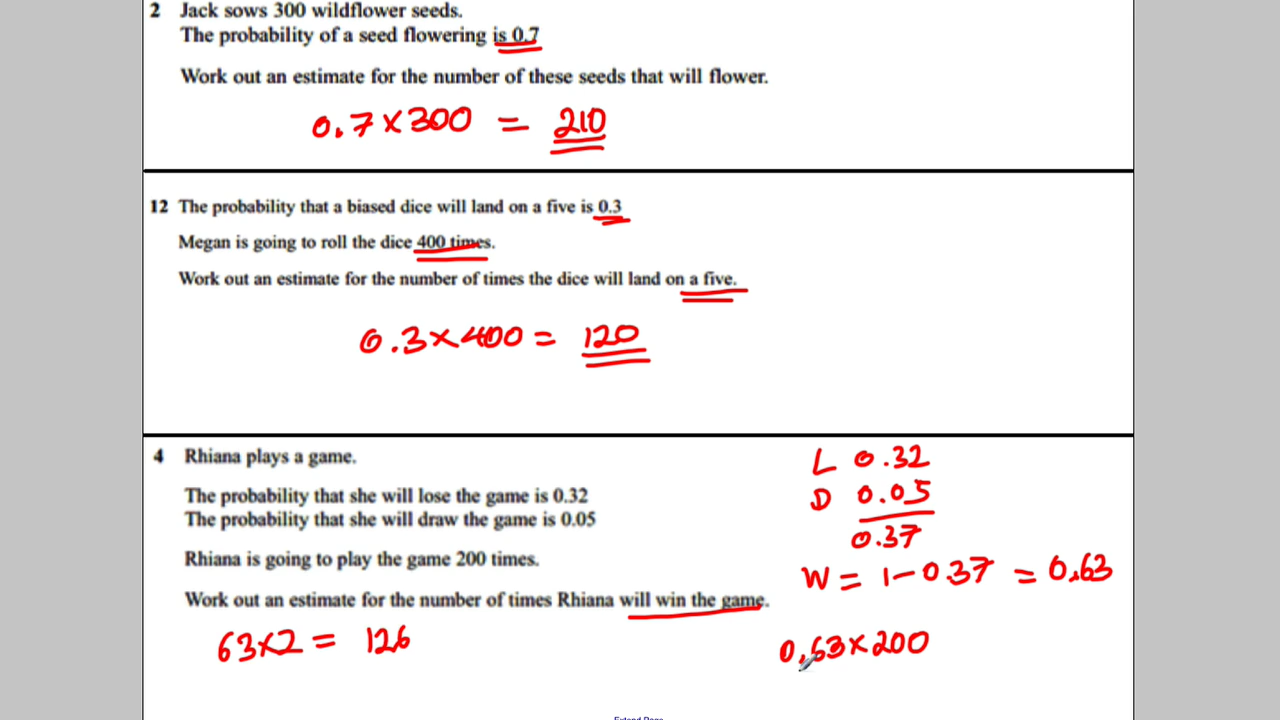 2 Jack sows 300 wildflower seeds.
The probability of a seed flowering is 0.7
Work out an estimate for the number of these seeds that will flower.
0.7 × 300 = 210
12 The probability that a biased dice will land on a five is 0.3
Megan is going to roll the dice 400 times.
Work out an estimate for the number of times the dice will land on a five.
0.3 × 400 = 120
4 Rhiana plays a game.
The probability that she will lose the game is 0.32
The probability that she will draw the game is 0.05
Rhiana is going to play the game 200 times.
Work out an estimate for the number of times Rhiana will win the game.
63 × 2 = 126
L 0.32
D 0.05
0.37
W = 1 - 0.37 = 0.63
0.63 × 200
Extend Page